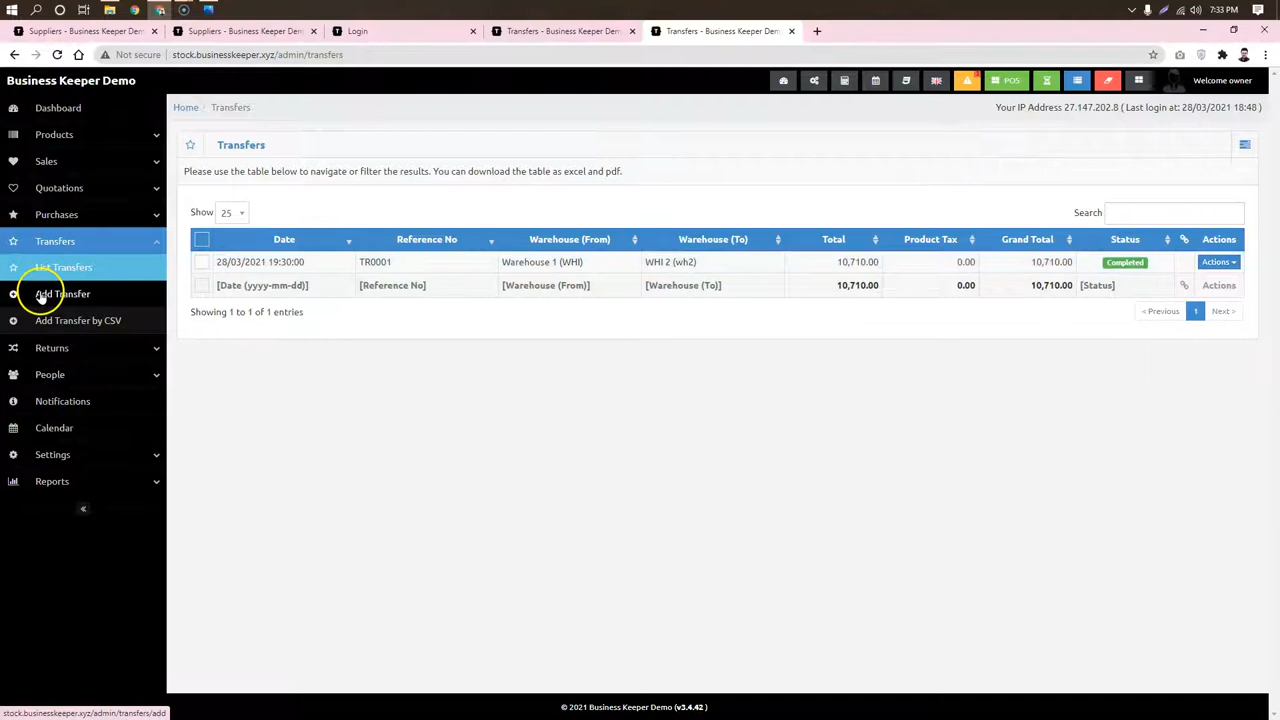 7:33 PM
Suppliers - Business Keeper Dem
Suppliers - Business Keeper Dem
Login
Transfers - Business Keeper Dem
Transfers - Business Keeper Dem
Not secure
stock.businesskeeper.xyz/admin/transfers
Business Keeper Demo
POS
Welcome owner
Dashboard
Products
Sales
Quotations
Purchases
Transfers
List Transfers
Add Transfer
Add Transfer by CSV
Returns
People
Notifications
Calendar
Settings
Reports
Home / Transfers
Your IP Address 27.147.202.8 ( Last login at: 28/03/2021 18:48 )
Transfers
Please use the table below to navigate or filter the results. You can download the table as excel and pdf.
Show 25
Search
Date Reference No Warehouse (From) Warehouse (To) Total Product Tax Grand Total Status Actions
28/03/2021 19:30:00 TR0001 Warehouse 1 (WHI) WHI 2 (wh2) 10,710.00 0.00 10,710.00 Completed Actions
[Date (yyyy-mm-dd)] [Reference No] [Warehouse (From)] [Warehouse (To)] 10,710.00 0.00 10,710.00 [Status] Actions
Showing 1 to 1 of 1 entries
< Previous 1 Next >
© 2021 Business Keeper Demo (v3.4.42 )
stock.businesskeeper.xyz/admin/transfers/add